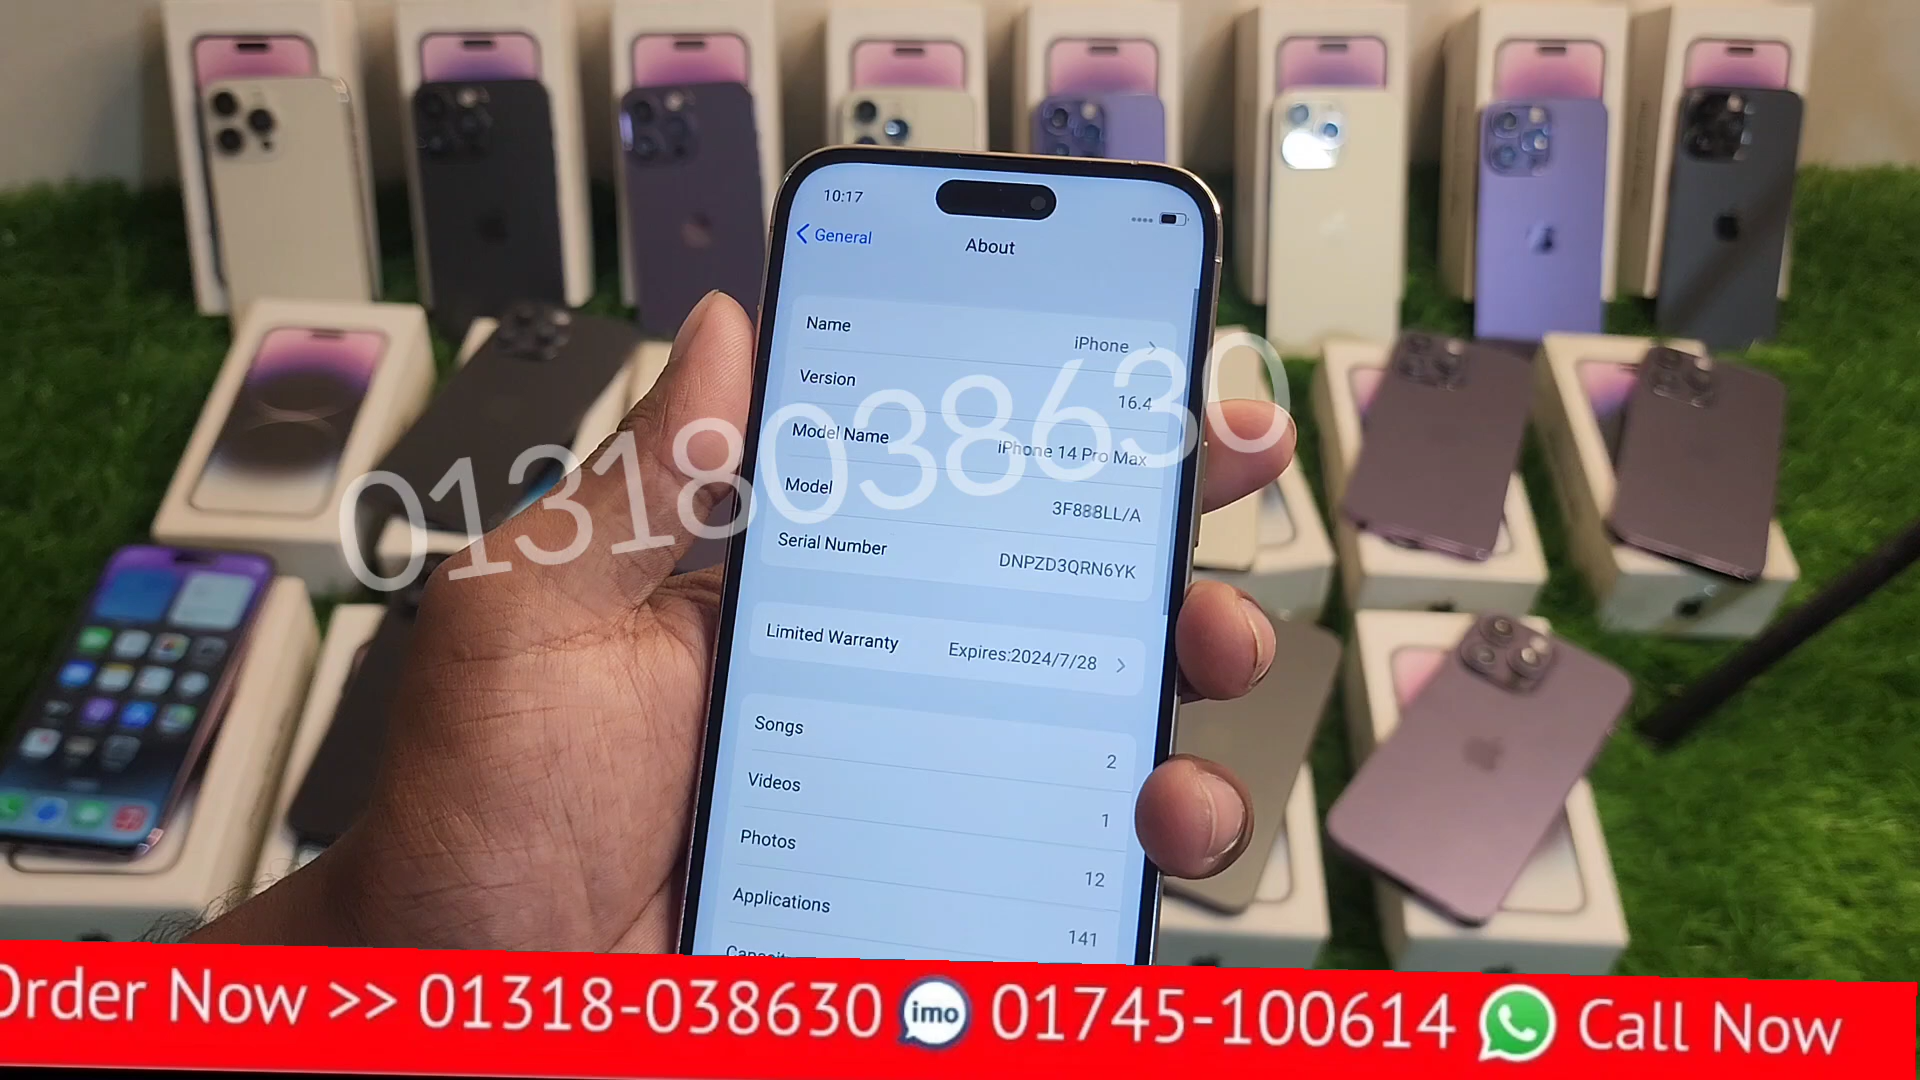 10:17
General
About
Name
iPhone
Version
16.4
Model Name
iPhone 14 Pro Max
Model
3F888LL/A
Serial Number
DNPZD3QRN6YK
Limited Warranty
Expires:2024/7/28
Songs
2
Videos
1
Photos
12
Applications
141
01318038630
Order Now >> 01318-038630 imo 01745-100614 Call Now